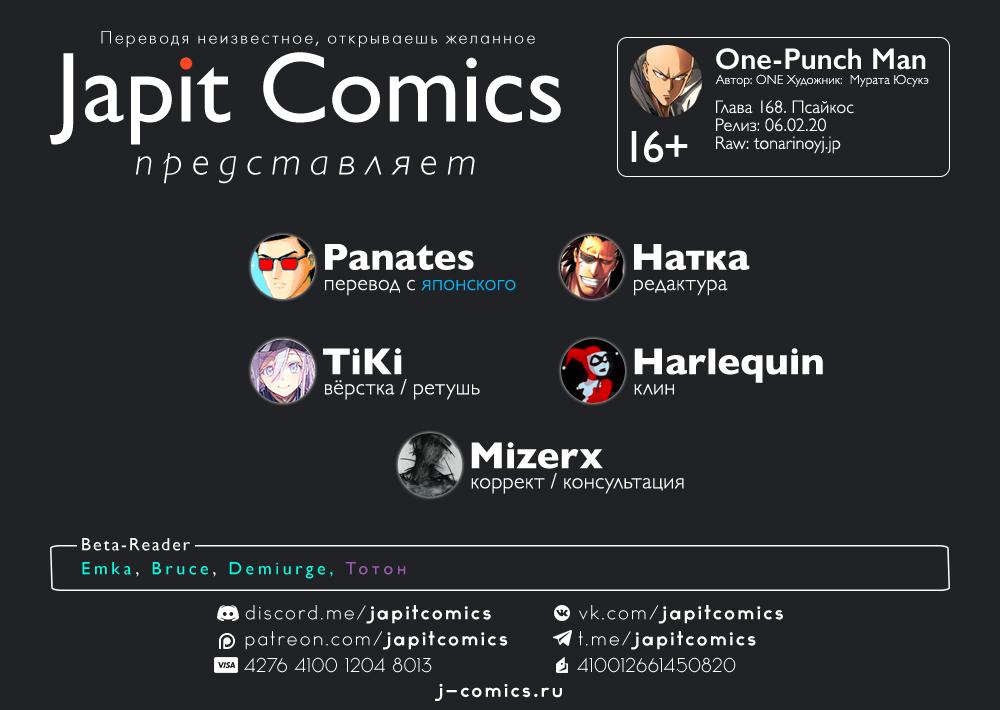 Переводя неизвестное, открываешь желанное
Japit Comics
представляет
One-Punch Man
Автор: ONE Художник: Мурата Юсукэ
Глава 168. Псайкос
Релиз: 06.02.20
Raw: tonarinoyj.jp
16+
Panates
перевод с японского
Натка
редактура
TiKi
вёрстка / ретушь
Harlequin
клин
Mizerx
коррект / консультация
Beta-Reader
Emka, Bruce, Demiurge, Тотон
discord.me/japitcomics
vk.com/japitcomics
patreon.com/japitcomics
t.me/japitcomics
VISA 4276 4100 1204 8013
410012661450820
j-comics.ru